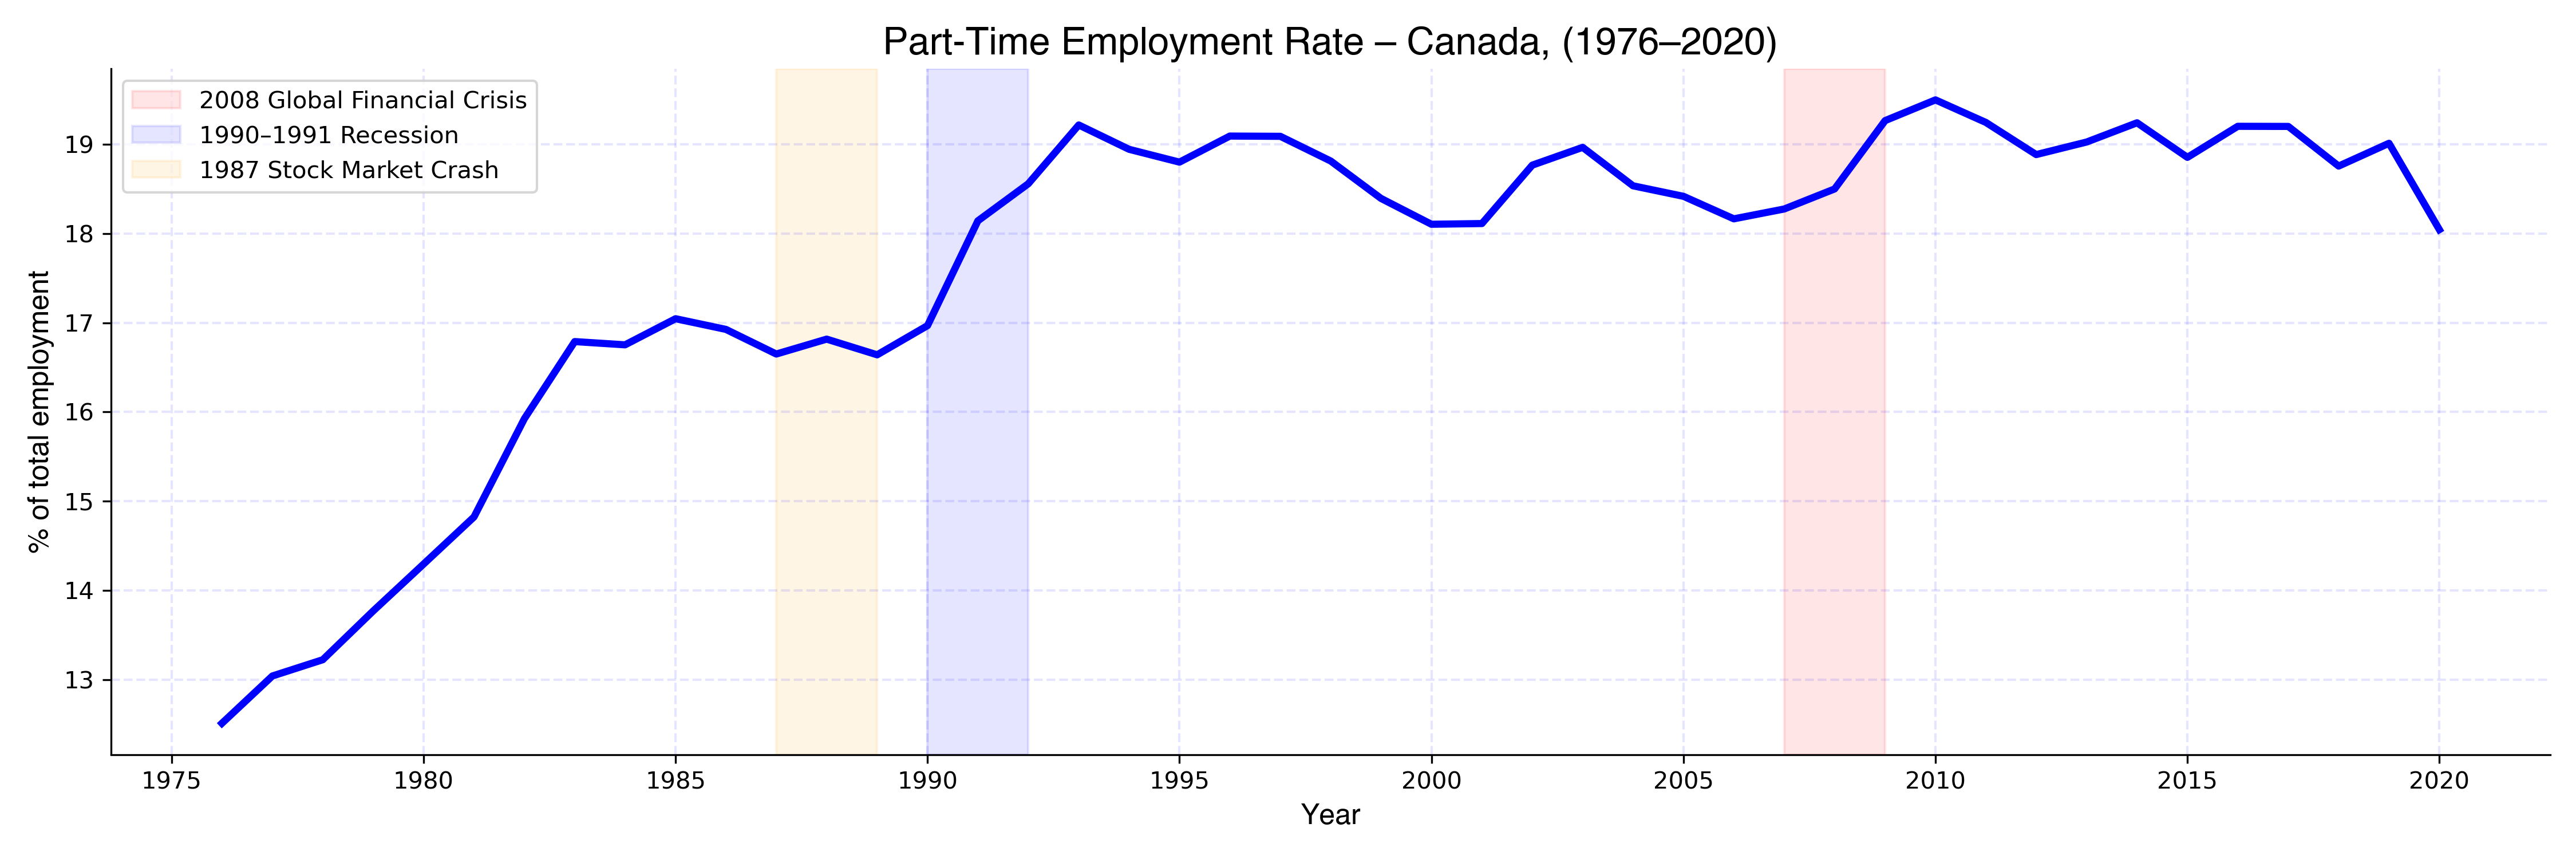 Part-Time Employment Rate – Canada, (1976–2020)
2008 Global Financial Crisis
1990–1991 Recession
1987 Stock Market Crash
% of total employment
19
18
17
16
15
14
13
1975 1980 1985 1990 1995 2000 2005 2010 2015 2020
Year